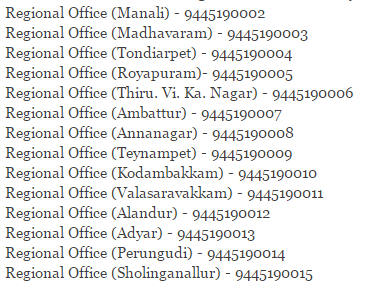 Regional Office (Manali) - 9445190002
Regional Office (Madhavaram) - 9445190003
Regional Office (Tondiarpet) - 9445190004
Regional Office (Royapuram)- 9445190005
Regional Office (Thiru. Vi. Ka. Nagar) - 9445190006
Regional Office (Ambattur) - 9445190007
Regional Office (Annanagar) - 9445190008
Regional Office (Teynampet) - 9445190009
Regional Office (Kodambakkam) - 9445190010
Regional Office (Valasaravakkam) - 9445190011
Regional Office (Alandur) - 9445190012
Regional Office (Adyar) - 9445190013
Regional Office (Perungudi) - 9445190014
Regional Office (Sholinganallur) - 9445190015